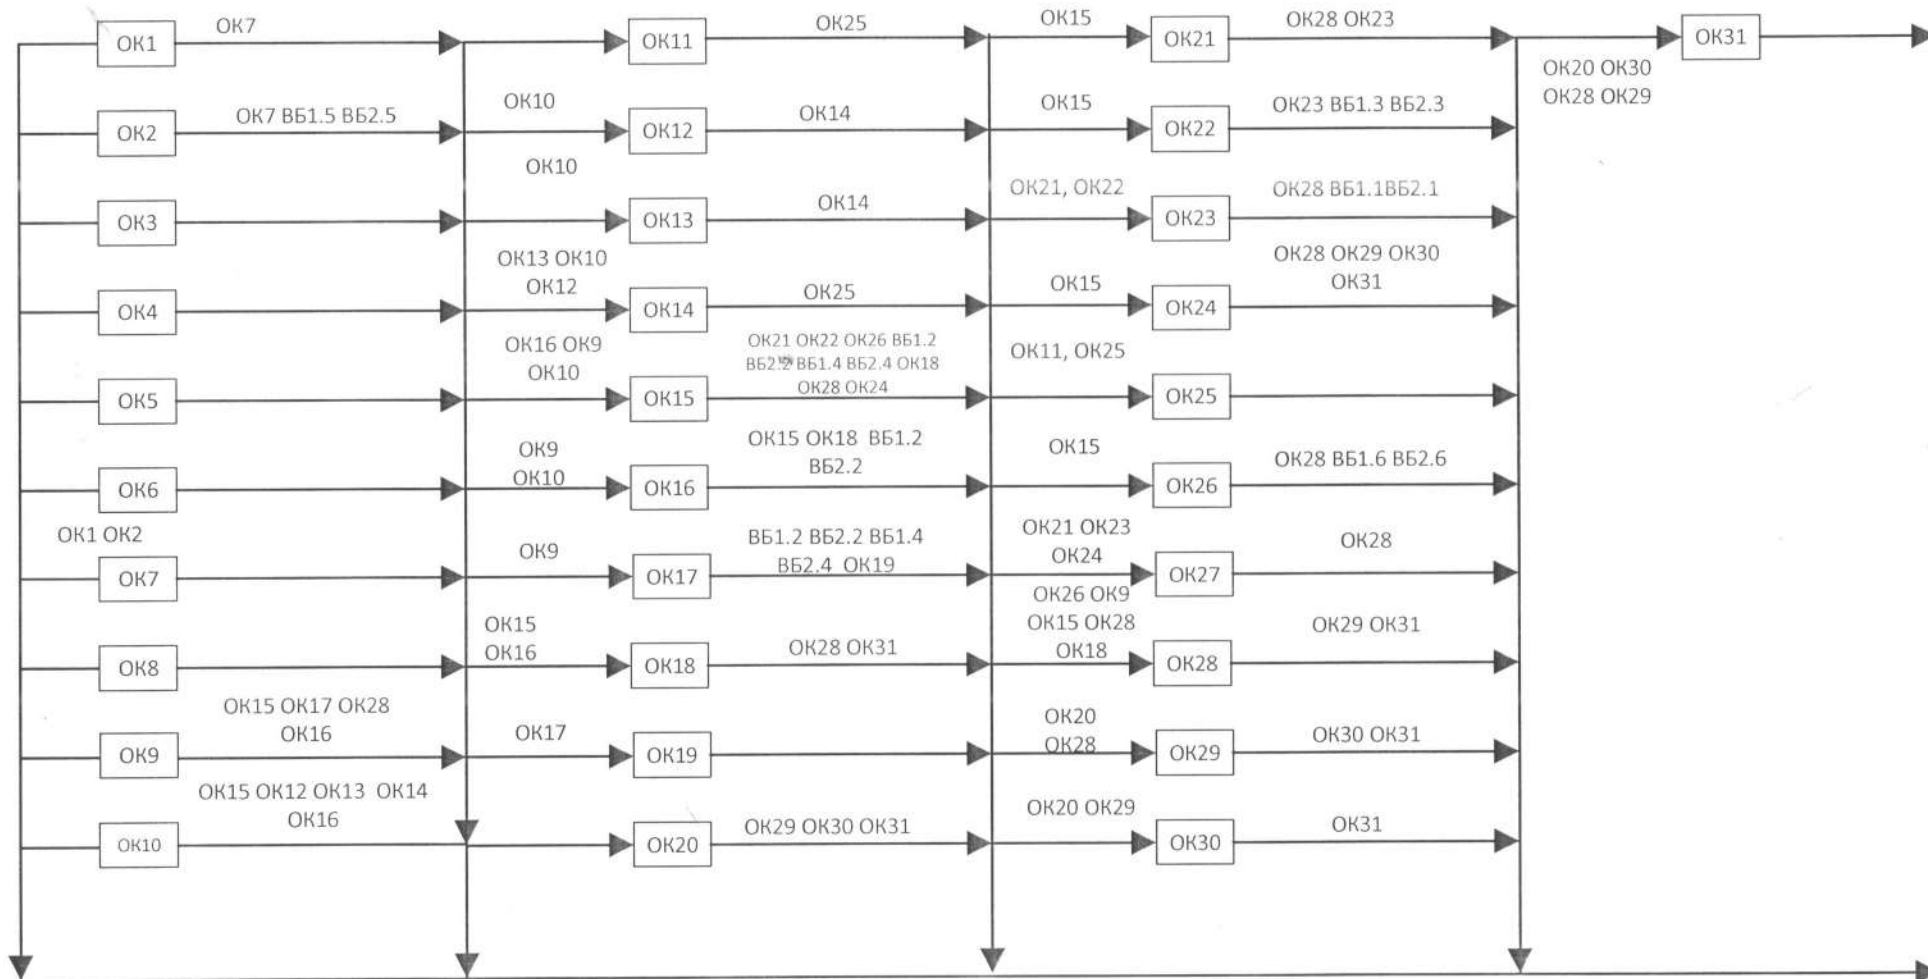 ОК1
ОК7
ОК11
ОК25
ОК15
ОК21
ОК28 ОК23
ОК31
ОК20 ОК30
ОК28 ОК29
ОК2
ОК7 ВБ1.5 ВБ2.5
ОК10
ОК12
ОК14
ОК15
ОК22
ОК23 ВБ1.3 ВБ2.3
ОК3
ОК10
ОК13
ОК14
ОК21, ОК22
ОК23
ОК28 ВБ1.1ВБ2.1
ОК4
ОК13 ОК10
ОК12
ОК14
ОК25
ОК15
ОК24
ОК28 ОК29 ОК30
ОК31
ОК5
ОК16 ОК9
ОК10
ОК15
ОК21 ОК22 ОК26 ВБ1.2
ВБ2.2 ВБ1.4 ВБ2.4 ОК18
ОК28 ОК24
ОК11, ОК25
ОК25
ОК6
ОК9
ОК10
ОК16
ОК15 ОК18 ВБ1.2
ВБ2.2
ОК15
ОК26
ОК28 ВБ1.6 ВБ2.6
ОК1 ОК2
ОК7
ОК9
ОК17
ВБ1.2 ВБ2.2 ВБ1.4
ВБ2.4 ОК19
ОК21 ОК23
ОК24
ОК27
ОК28
ОК8
ОК15
ОК16
ОК18
ОК28 ОК31
ОК26 ОК9
ОК15 ОК28
ОК18
ОК28
ОК29 ОК31
ОК15 ОК17 ОК28
ОК16
ОК9
ОК17
ОК19
ОК20
ОК28
ОК29
ОК30 ОК31
ОК15 ОК12 ОК13 ОК14
ОК16
ОК10
ОК20
ОК29 ОК30 ОК31
ОК20 ОК29
ОК30
ОК31